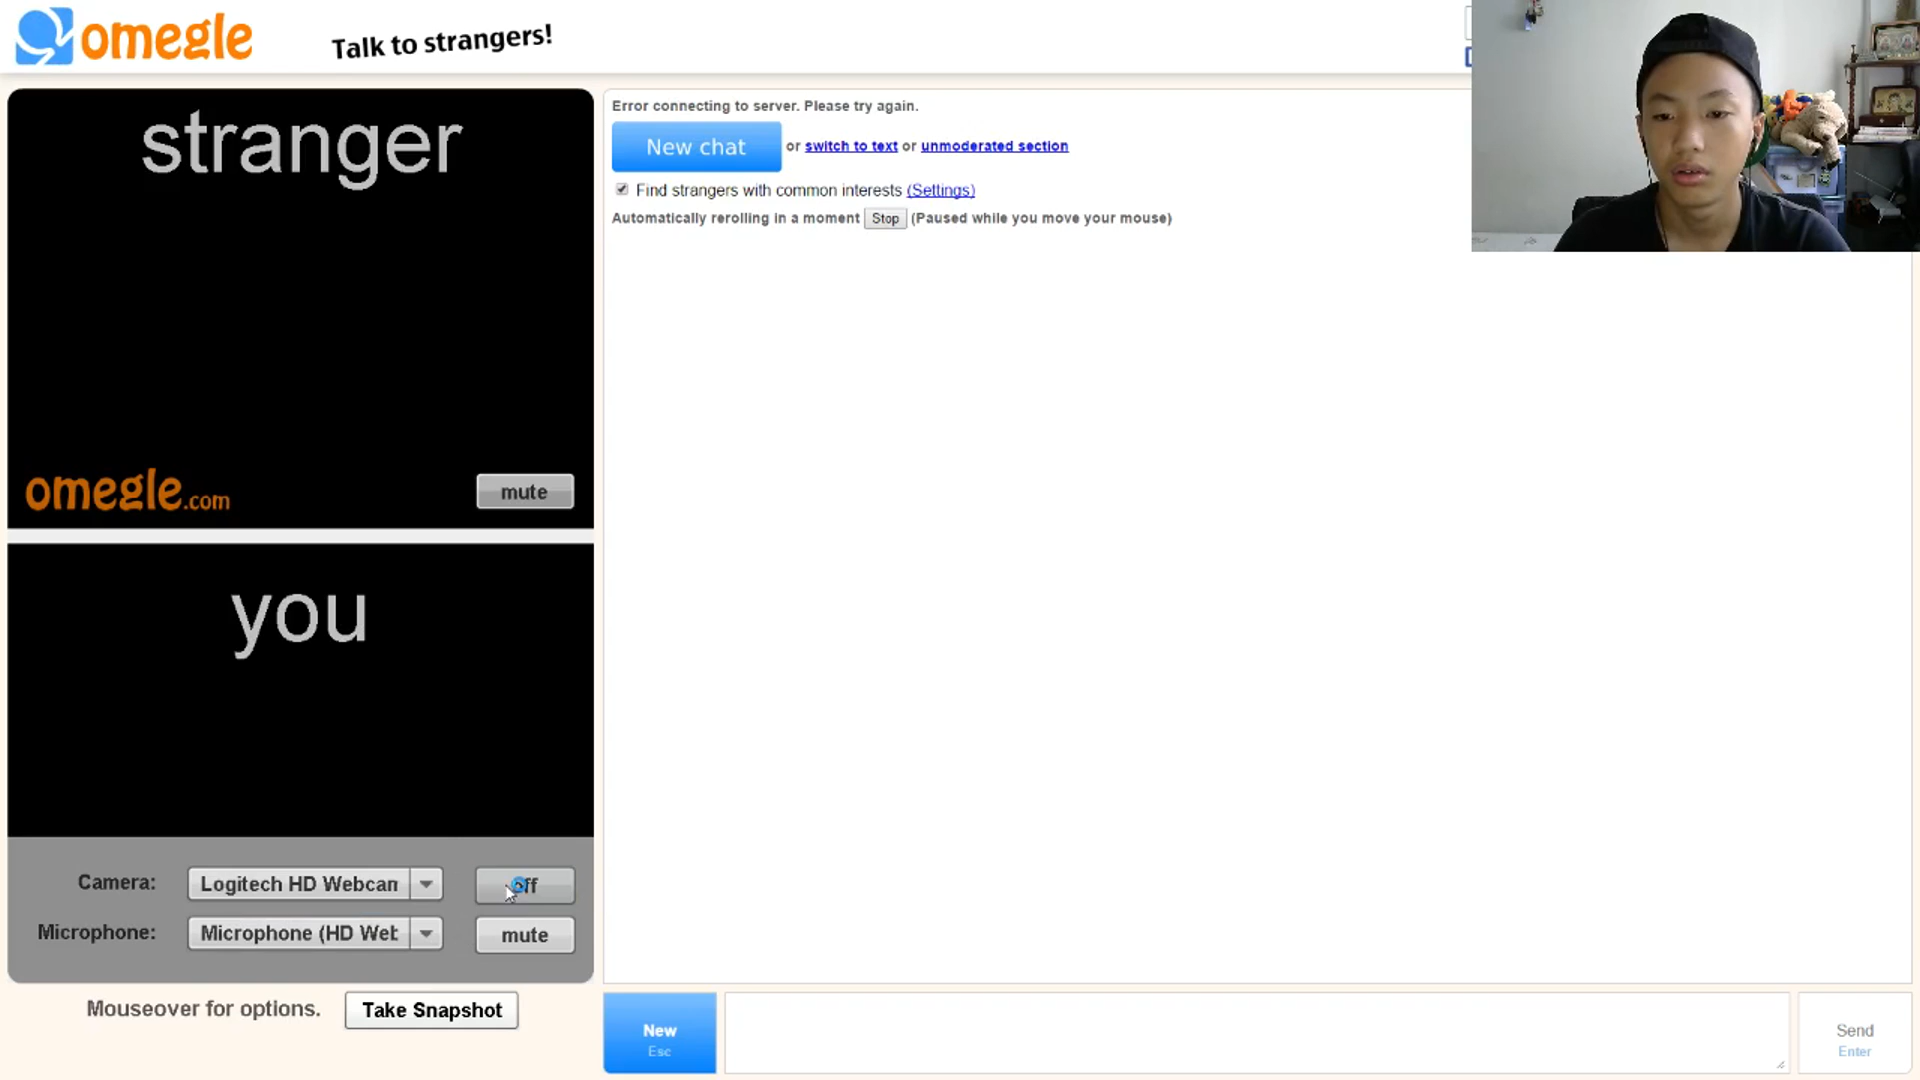 omegle
Talk to strangers!
stranger
omegle.com
mute
you
Camera:
Logitech HD Webcan
Microphone:
Microphone (HD Wet
mute
Mouseover for options.
Take Snapshot
Error connecting to server. Please try again.
New chat or switch to text or unmoderated section
Find strangers with common interests (Settings)
Automatically rerolling in a moment Stop (Paused while you move your mouse)
New
Esc
Send
Enter